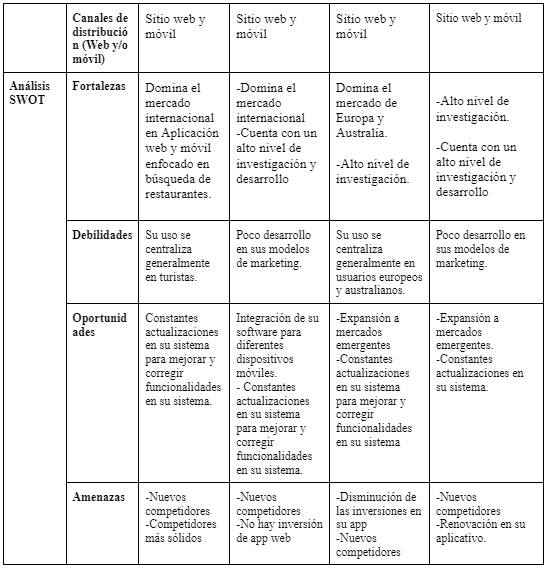 Canales de
distribució
n (Web y/o
móvil)
Sitio web y
móvil
Sitio web y
móvil
Sitio web y
móvil
Sitio web y móvil
Análisis
SWOT
Fortalezas
Domina el
mercado
internacional
en Aplicación
web y móvil
enfocado en
búsqueda de
restaurantes.
-Domina el
mercado
internacional
-Cuenta con un
alto nivel de
investigación y
desarrollo
Domina el
mercado de
Europa y
Australia.
-Alto nivel de
investigación.
-Alto nivel de
investigación.
-Cuenta con un
alto nivel de
investigación y
desarrollo
Debilidades
Su uso se
centraliza
generalmente
en turistas.
Poco desarrollo
en sus modelos
de marketing.
Su uso se
centraliza
generalmente en
usuarios europeos
y australianos.
Poco desarrollo en
sus modelos de
marketing.
Oportunid
ades
Constantes
actualizaciones
en su sistema
para mejorar y
corregir
funcionalidades
en su sistema.
Integración de su
software para
diferentes
dispositivos
móviles.
- Constantes
actualizaciones
en su sistema
para mejorar y
corregir
funcionalidades
en su sistema.
-Expansión a
mercados
emergentes
-Constantes
actualizaciones
en su sistema
para mejorar y
corregir
funcionalidades
en su sistema
-Expansión a
mercados
emergentes.
-Constantes
actualizaciones en
su sistema.
Amenazas
-Nuevos
competidores
-Competidores
más sólidos
-Nuevos
competidores
-No hay inversión
de app web
-Disminución de
las inversiones en
su app
-Nuevos
competidores
-Nuevos
competidores
-Renovación en su
aplicativo.